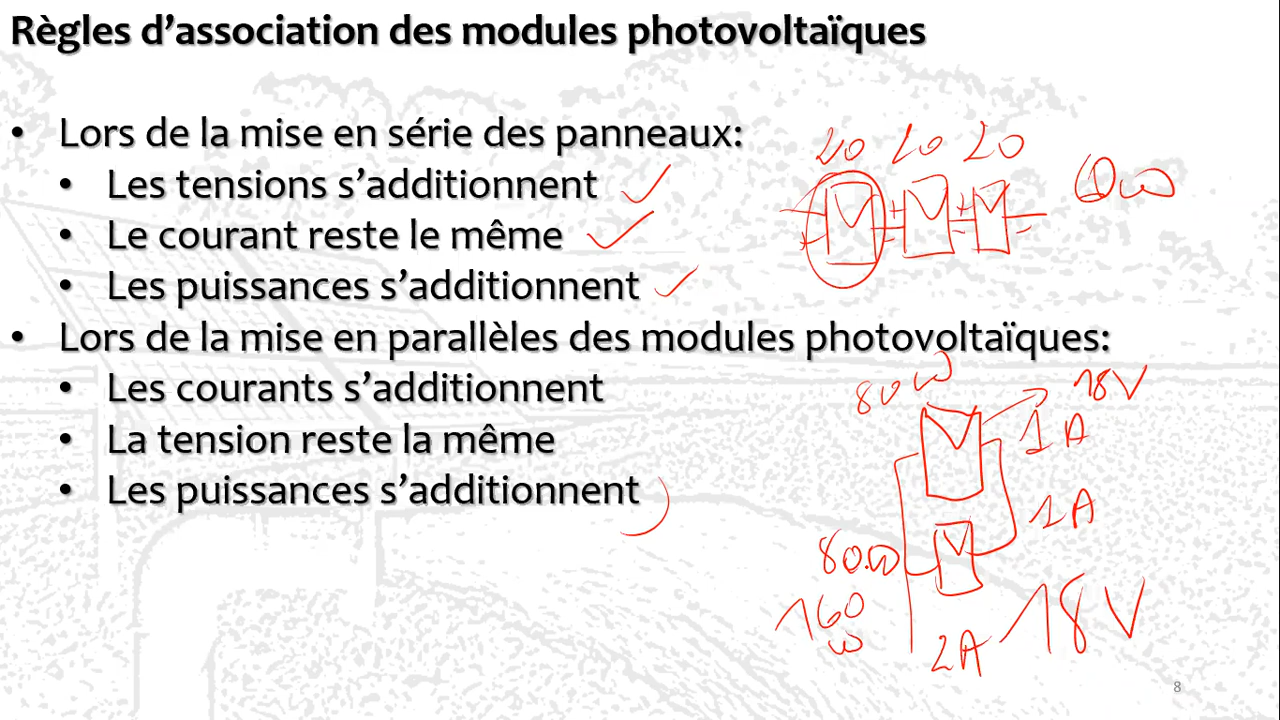 Règles d’association des modules photovoltaïques
• Lors de la mise en série des panneaux:
• Les tensions s’additionnent
• Le courant reste le même
• Les puissances s’additionnent
• Lors de la mise en parallèles des modules photovoltaïques:
• Les courants s’additionnent
• La tension reste la même
• Les puissances s’additionnent
20 20 20
80 W
18V
1A
1A
80 W
160
W
2A
18V
8